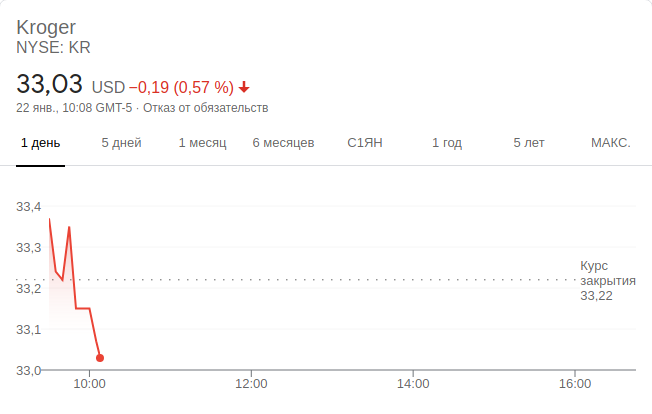 Kroger
NYSE: KR
33,03 USD −0,19 (0,57 %)
22 янв., 10:08 GMT-5 · Отказ от обязательств
1 день 5 дней 1 месяц 6 месяцев С1ЯН 1 год 5 лет МАКС.
33,4
33,3
33,2
33,1
33,0
Курс
закрытия
33,22
10:00 12:00 14:00 16:00